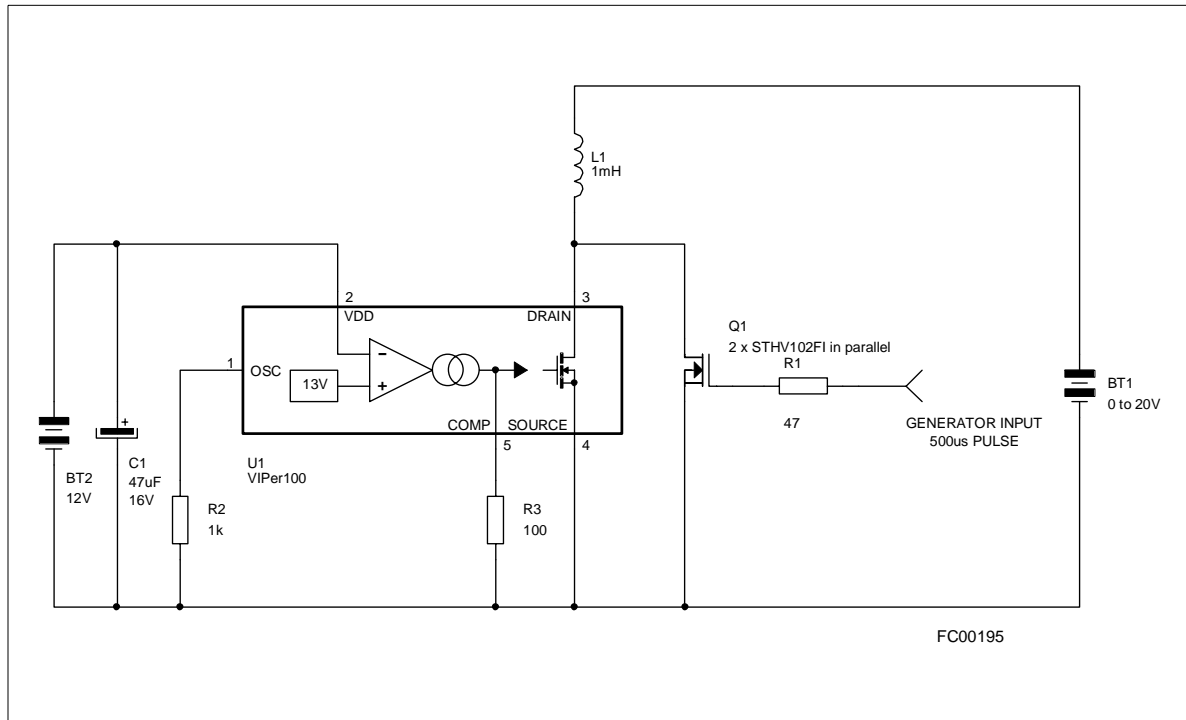 L1
1mH
2
3
VDD
DRAIN
Q1
2 x STHV102FI in parallel
1
OSC
-
13V
+
R1
BT1
0 to 20V
47
GENERATOR INPUT
500us PULSE
COMP
SOURCE
5
4
U1
VIPer100
+
BT2
12V
C1
47uF
16V
R2
1k
R3
100
FC00195